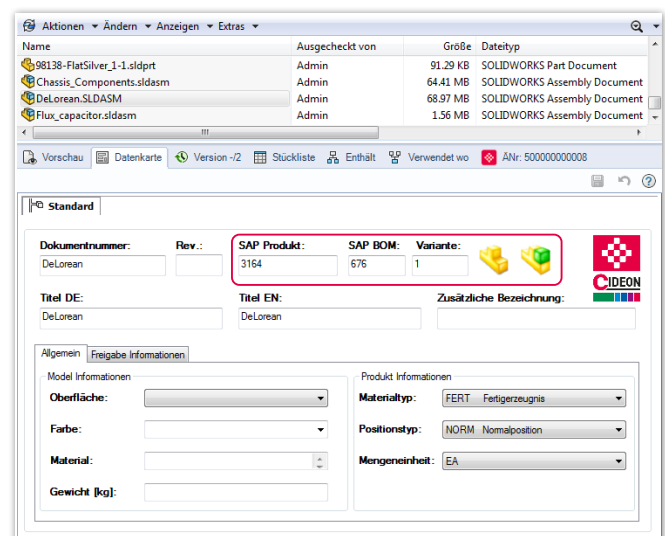 Aktionen Ändern Anzeigen Extras
Name Ausgecheckt von Größe Dateityp
98138-FlatSilver_1-1.sldprt Admin 91.29 KB SOLIDWORKS Part Document
Chassis_Components.sldasm Admin 64.41 MB SOLIDWORKS Assembly Document
DeLorean.SLDASM Admin 68.97 MB SOLIDWORKS Assembly Document
Flux_capacitor.sldasm Admin 1.56 MB SOLIDWORKS Assembly Document
Vorschau Datenkarte Version -/2 Stückliste Enthält Verwendet wo ÄNr: 500000000008
Standard
Dokumentnummer: Rev.: SAP Produkt: SAP BOM: Variante:
DeLorean 3164 676 1
CIDEON
Titel DE: Titel EN: Zusätzliche Bezeichnung:
DeLorean DeLorean
Allgemein Freigabe Informationen
Model Informationen Produkt Informationen
Oberfläche: Materialtyp: FERT Fertigerzeugnis
Farbe: Positionstyp: NORM Normalposition
Material: Mengeneinheit: EA
Gewicht [kg]: